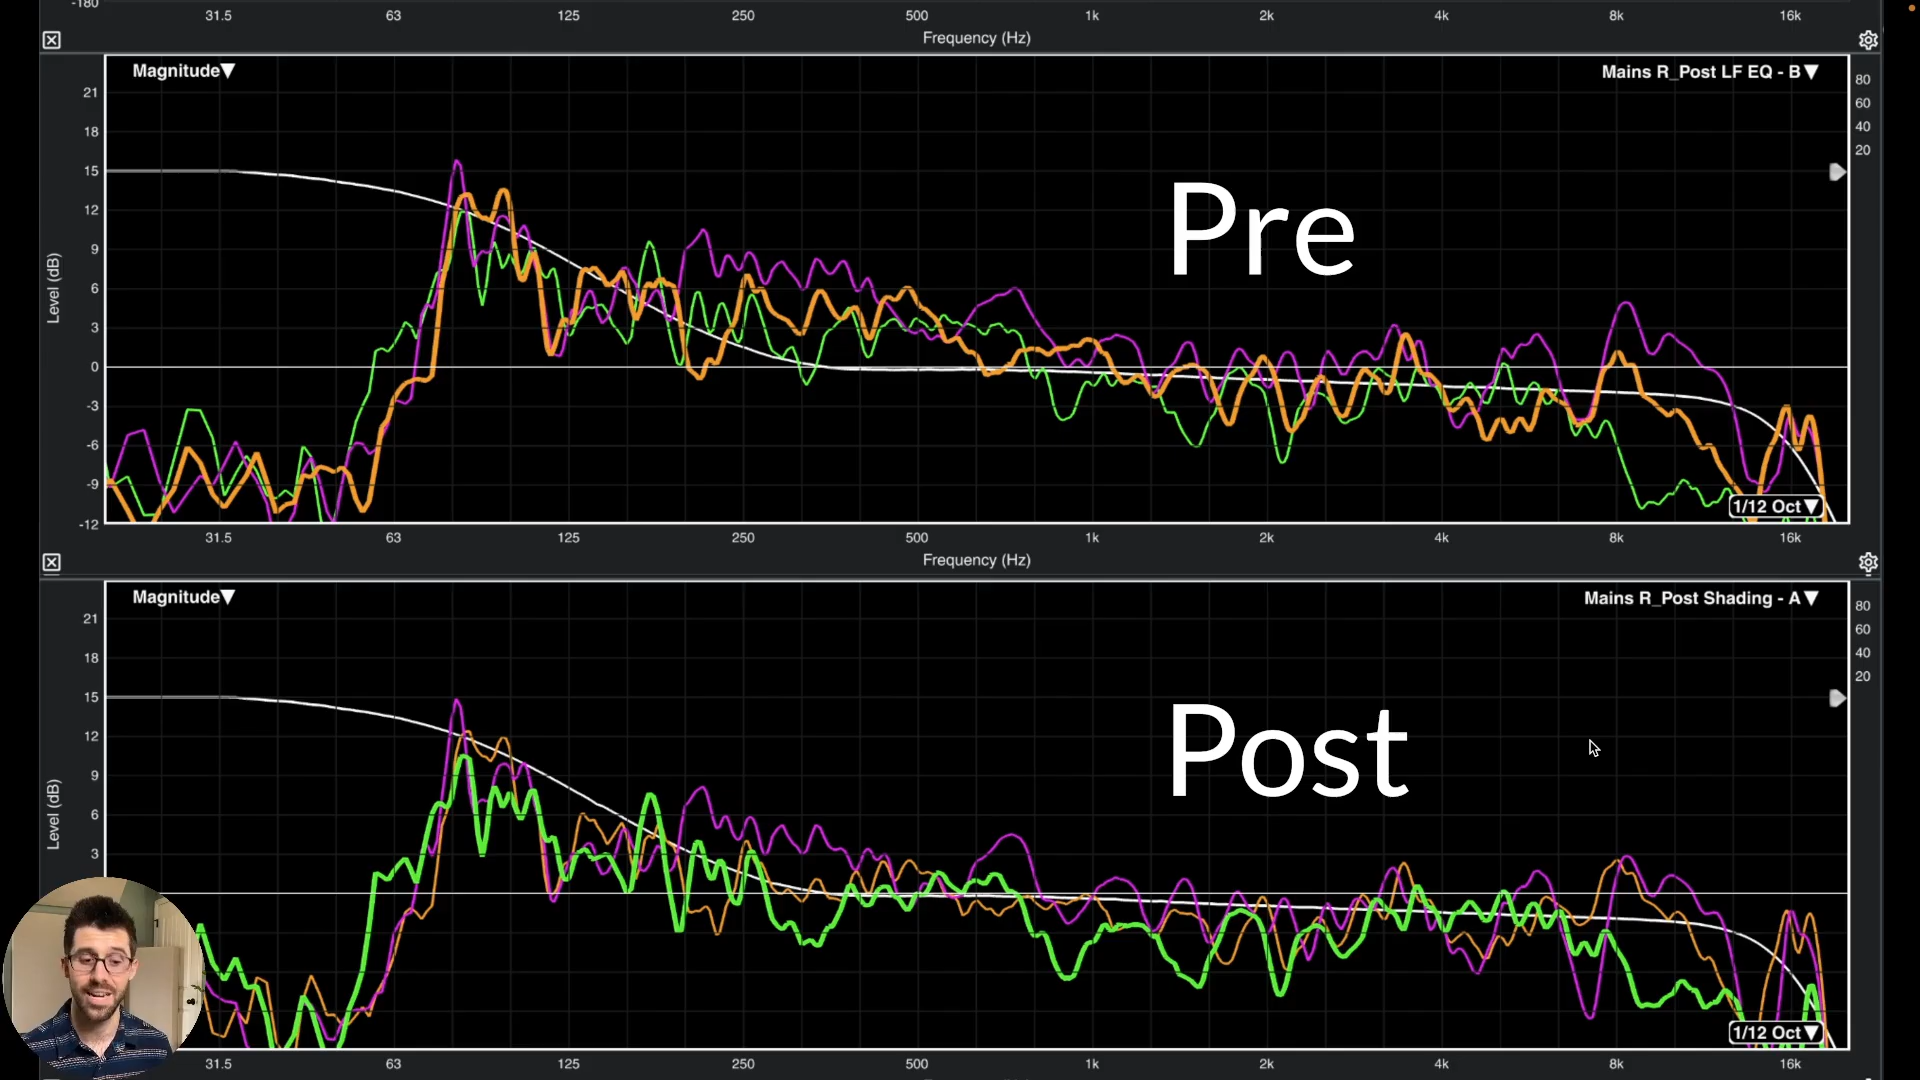 -180
31.5 63 125 250 500 1k 2k 4k 8k 16k
Frequency (Hz)
Magnitude▼ Mains R_Post LF EQ - B▼
21
18
15
12
9
6
3
0
-3
-6
-9
-12
Level (dB)
80
60
40
20
Pre
1/12 Oct▼
31.5 63 125 250 500 1k 2k 4k 8k 16k
Frequency (Hz)
Magnitude▼ Mains R_Post Shading - A▼
21
18
15
12
9
6
3
Level (dB)
80
60
40
20
Post
1/12 Oct▼
31.5 63 125 250 500 1k 2k 4k 8k 16k